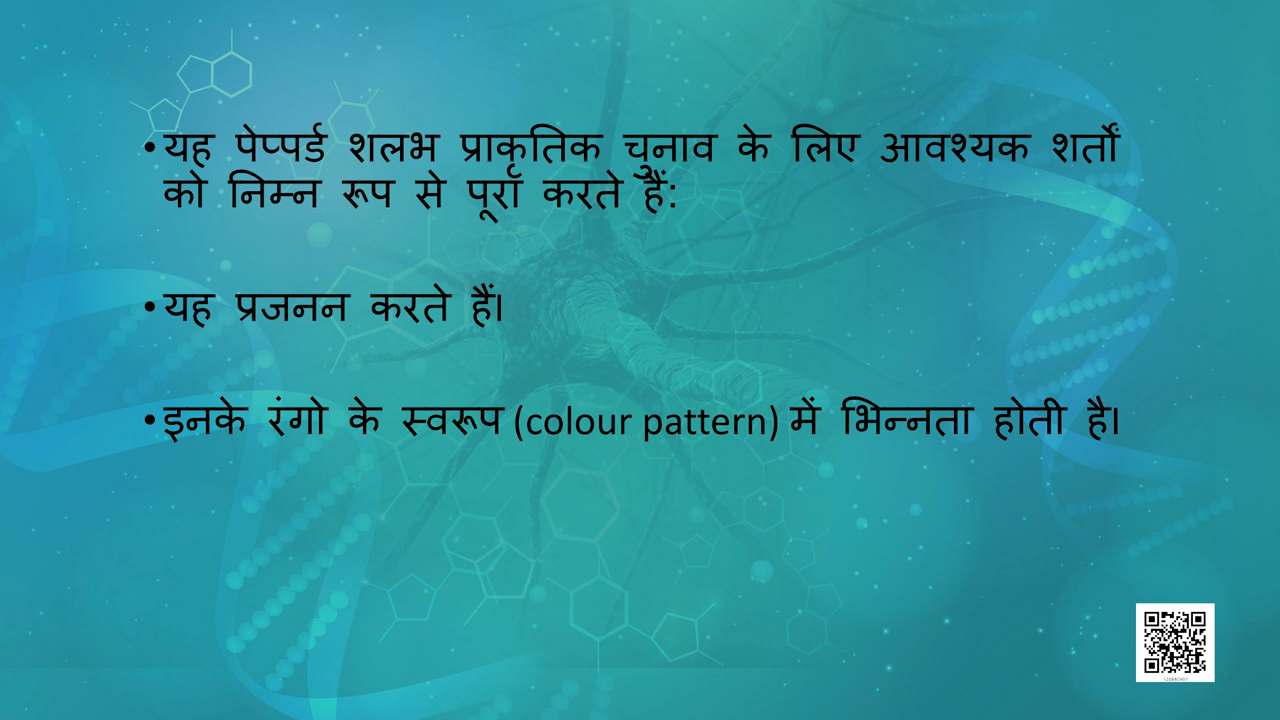 •यह पेप्पर्ड शलभ प्राकृतिक चुनाव के लिए आवश्यक शर्तों
को निम्न रूप से पूरा करते हैं:
•यह प्रजनन करते हैं।
•इनके रंगो के स्वरूप (colour pattern) में भिन्नता होती है।